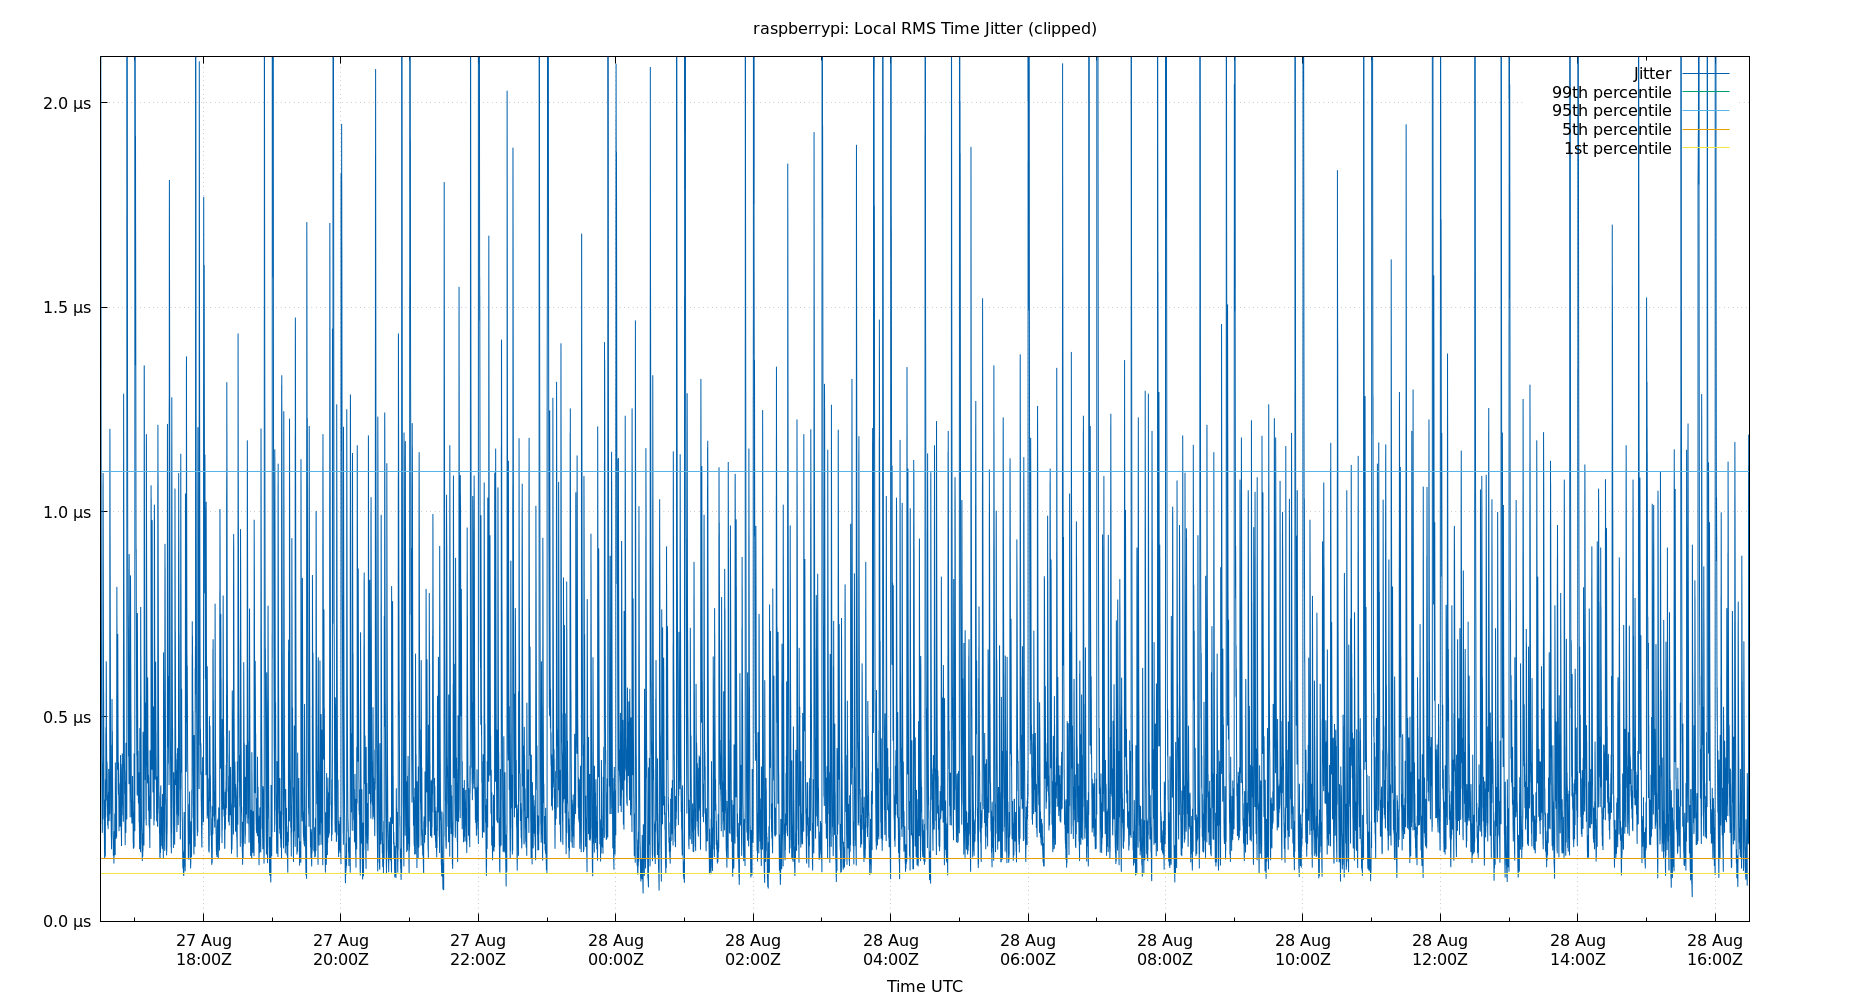 raspberrypi: Local RMS Time Jitter (clipped)
Jitter
99th percentile
95th percentile
5th percentile
1st percentile
2.0 µs
1.5 µs
1.0 µs
0.5 µs
0.0 µs
27 Aug 27 Aug 27 Aug 28 Aug 28 Aug 28 Aug 28 Aug 28 Aug 28 Aug 28 Aug 28 Aug 28 Aug
18:00Z 20:00Z 22:00Z 00:00Z 02:00Z 04:00Z 06:00Z 08:00Z 10:00Z 12:00Z 14:00Z 16:00Z
Time UTC